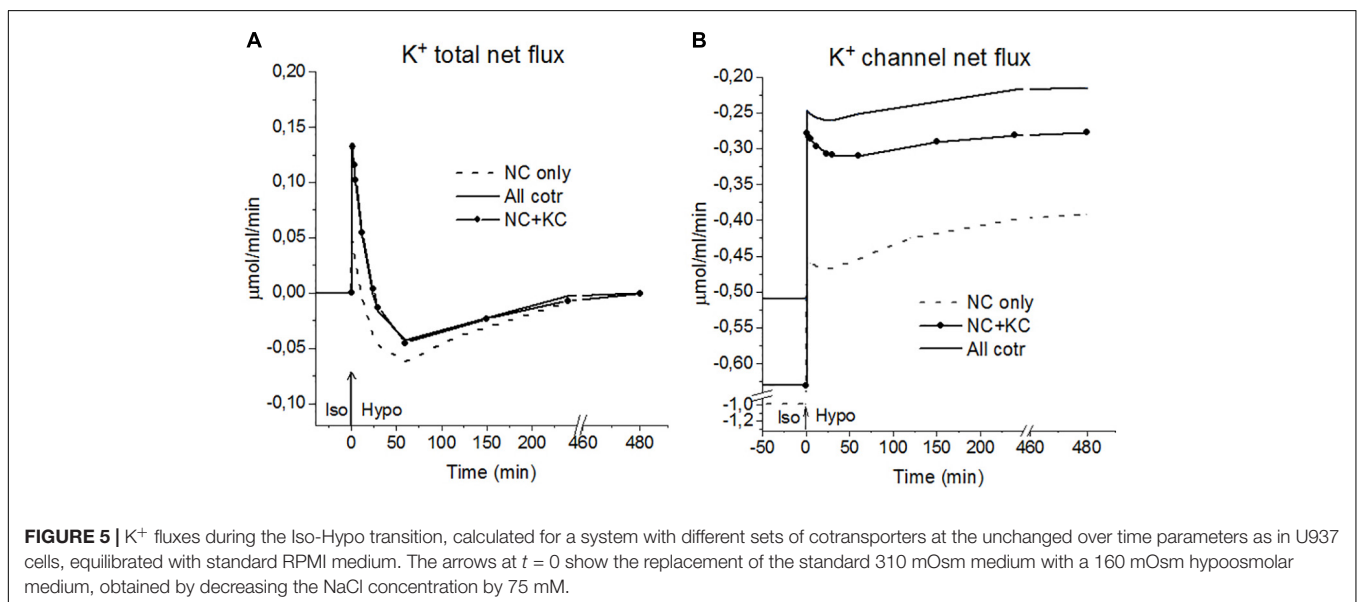 A
K+ total net flux
0,20
0,15
0,10
0,05
0,00
-0,05
-0,10
µmol/ml/min
NC only
All cotr
NC+KC
Iso
Hypo
0
50
100
150
200
460
480
Time (min)
B
K+ channel net flux
-0,20
-0,25
-0,30
-0,35
-0,40
-0,45
-0,50
-0,55
-0,60
-1,0
-1,2
µmol/ml/min
NC only
NC+KC
All cotr
Iso
Hypo
-50
0
50
100
150
200
460
480
Time (min)
FIGURE 5 | K+ fluxes during the Iso-Hypo transition, calculated for a system with different sets of cotransporters at the unchanged over time parameters as in U937
cells, equilibrated with standard RPMI medium. The arrows at t = 0 show the replacement of the standard 310 mOsm medium with a 160 mOsm hypoosmolar
medium, obtained by decreasing the NaCl concentration by 75 mM.